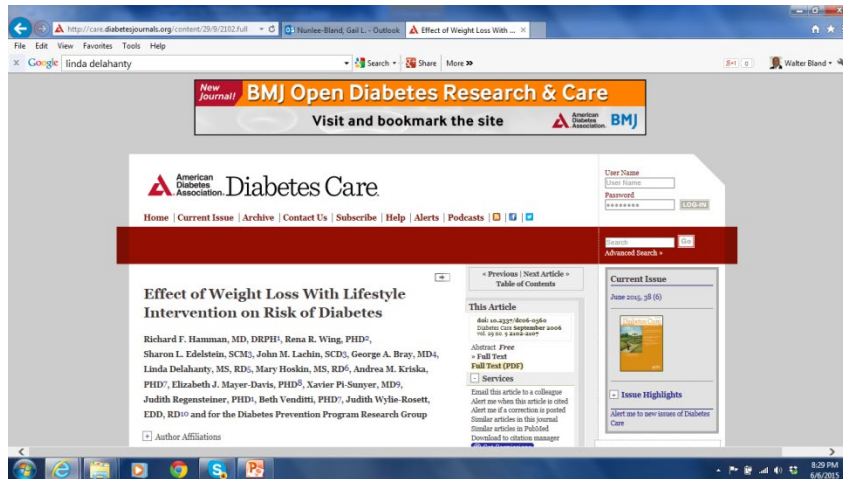 http://care.diabetesjournals.org/content/29/9/2102.full
Nunlee-Bland, Gail L. - Outlook
Effect of Weight Loss With ...
File Edit View Favorites Tools Help
x Google linda delahanty Search Share More »
Walter Bland
New Journal! BMJ Open Diabetes Research & Care
Visit and bookmark the site
American Diabetes Association. BMJ
American Diabetes Association. Diabetes Care
Home | Current Issue | Archive | Contact Us | Subscribe | Help | Alerts | Podcasts
User Name
User Name
Password
LOG-IN
Search Go
Advanced Search »
« Previous | Next Article »
Table of Contents
Effect of Weight Loss With Lifestyle
Intervention on Risk of Diabetes
Richard F. Hamman, MD, DRPH1, Rena R. Wing, PHD2,
Sharon L. Edelstein, SCM3, John M. Lachin, SCD3, George A. Bray, MD4,
Linda Delahanty, MS, RD5, Mary Hoskin, MS, RD6, Andrea M. Kriska,
PHD7, Elizabeth J. Mayer-Davis, PHD8, Xavier Pi-Sunyer, MD9,
Judith Regensteiner, PHD1, Beth Venditti, PHD7, Judith Wylie-Rosett,
EDD, RD10 and for the Diabetes Prevention Program Research Group
+ Author Affiliations
This Article
doi: 10.2337/dc06-0560
Diabetes Care September 2006
vol. 29 no. 9 2102-2107
Abstract Free
» Full Text
Full Text (PDF)
- Services
Email this article to a colleague
Alert me when this article is cited
Alert me if a correction is posted
Similar articles in this journal
Similar articles in PubMed
Download to citation manager
Current Issue
June 2015, 38 (6)
Diabetes Care
+ Issue Highlights
Alert me to new issues of Diabetes
Care
8:29 PM
6/6/2015